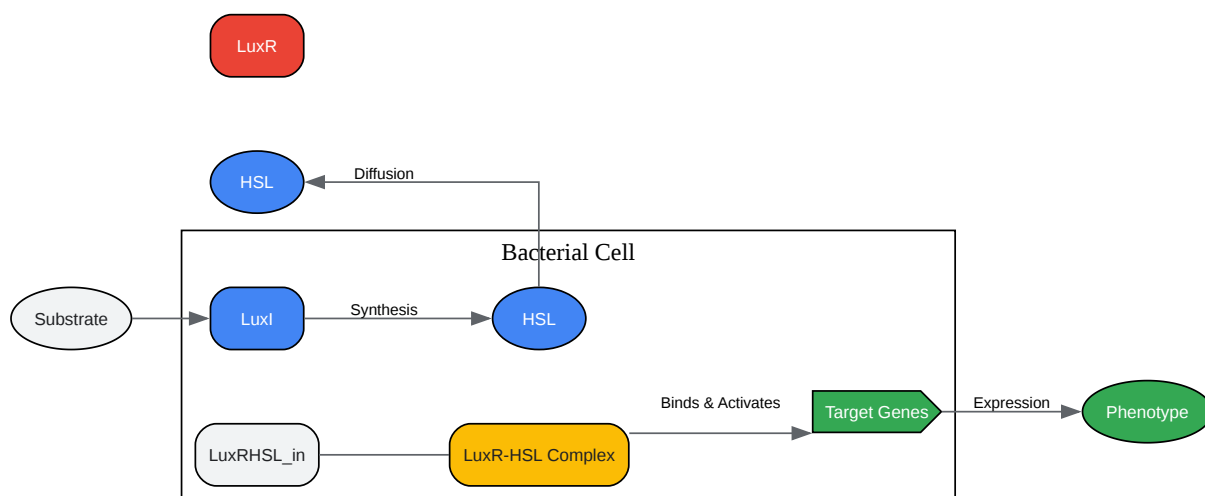 LuxR
HSL
Diffusion
Bacterial Cell
Substrate
LuxI
Synthesis
HSL
Binds & Activates
Target Genes
Expression
Phenotype
LuxRHSL_in
LuxR-HSL Complex